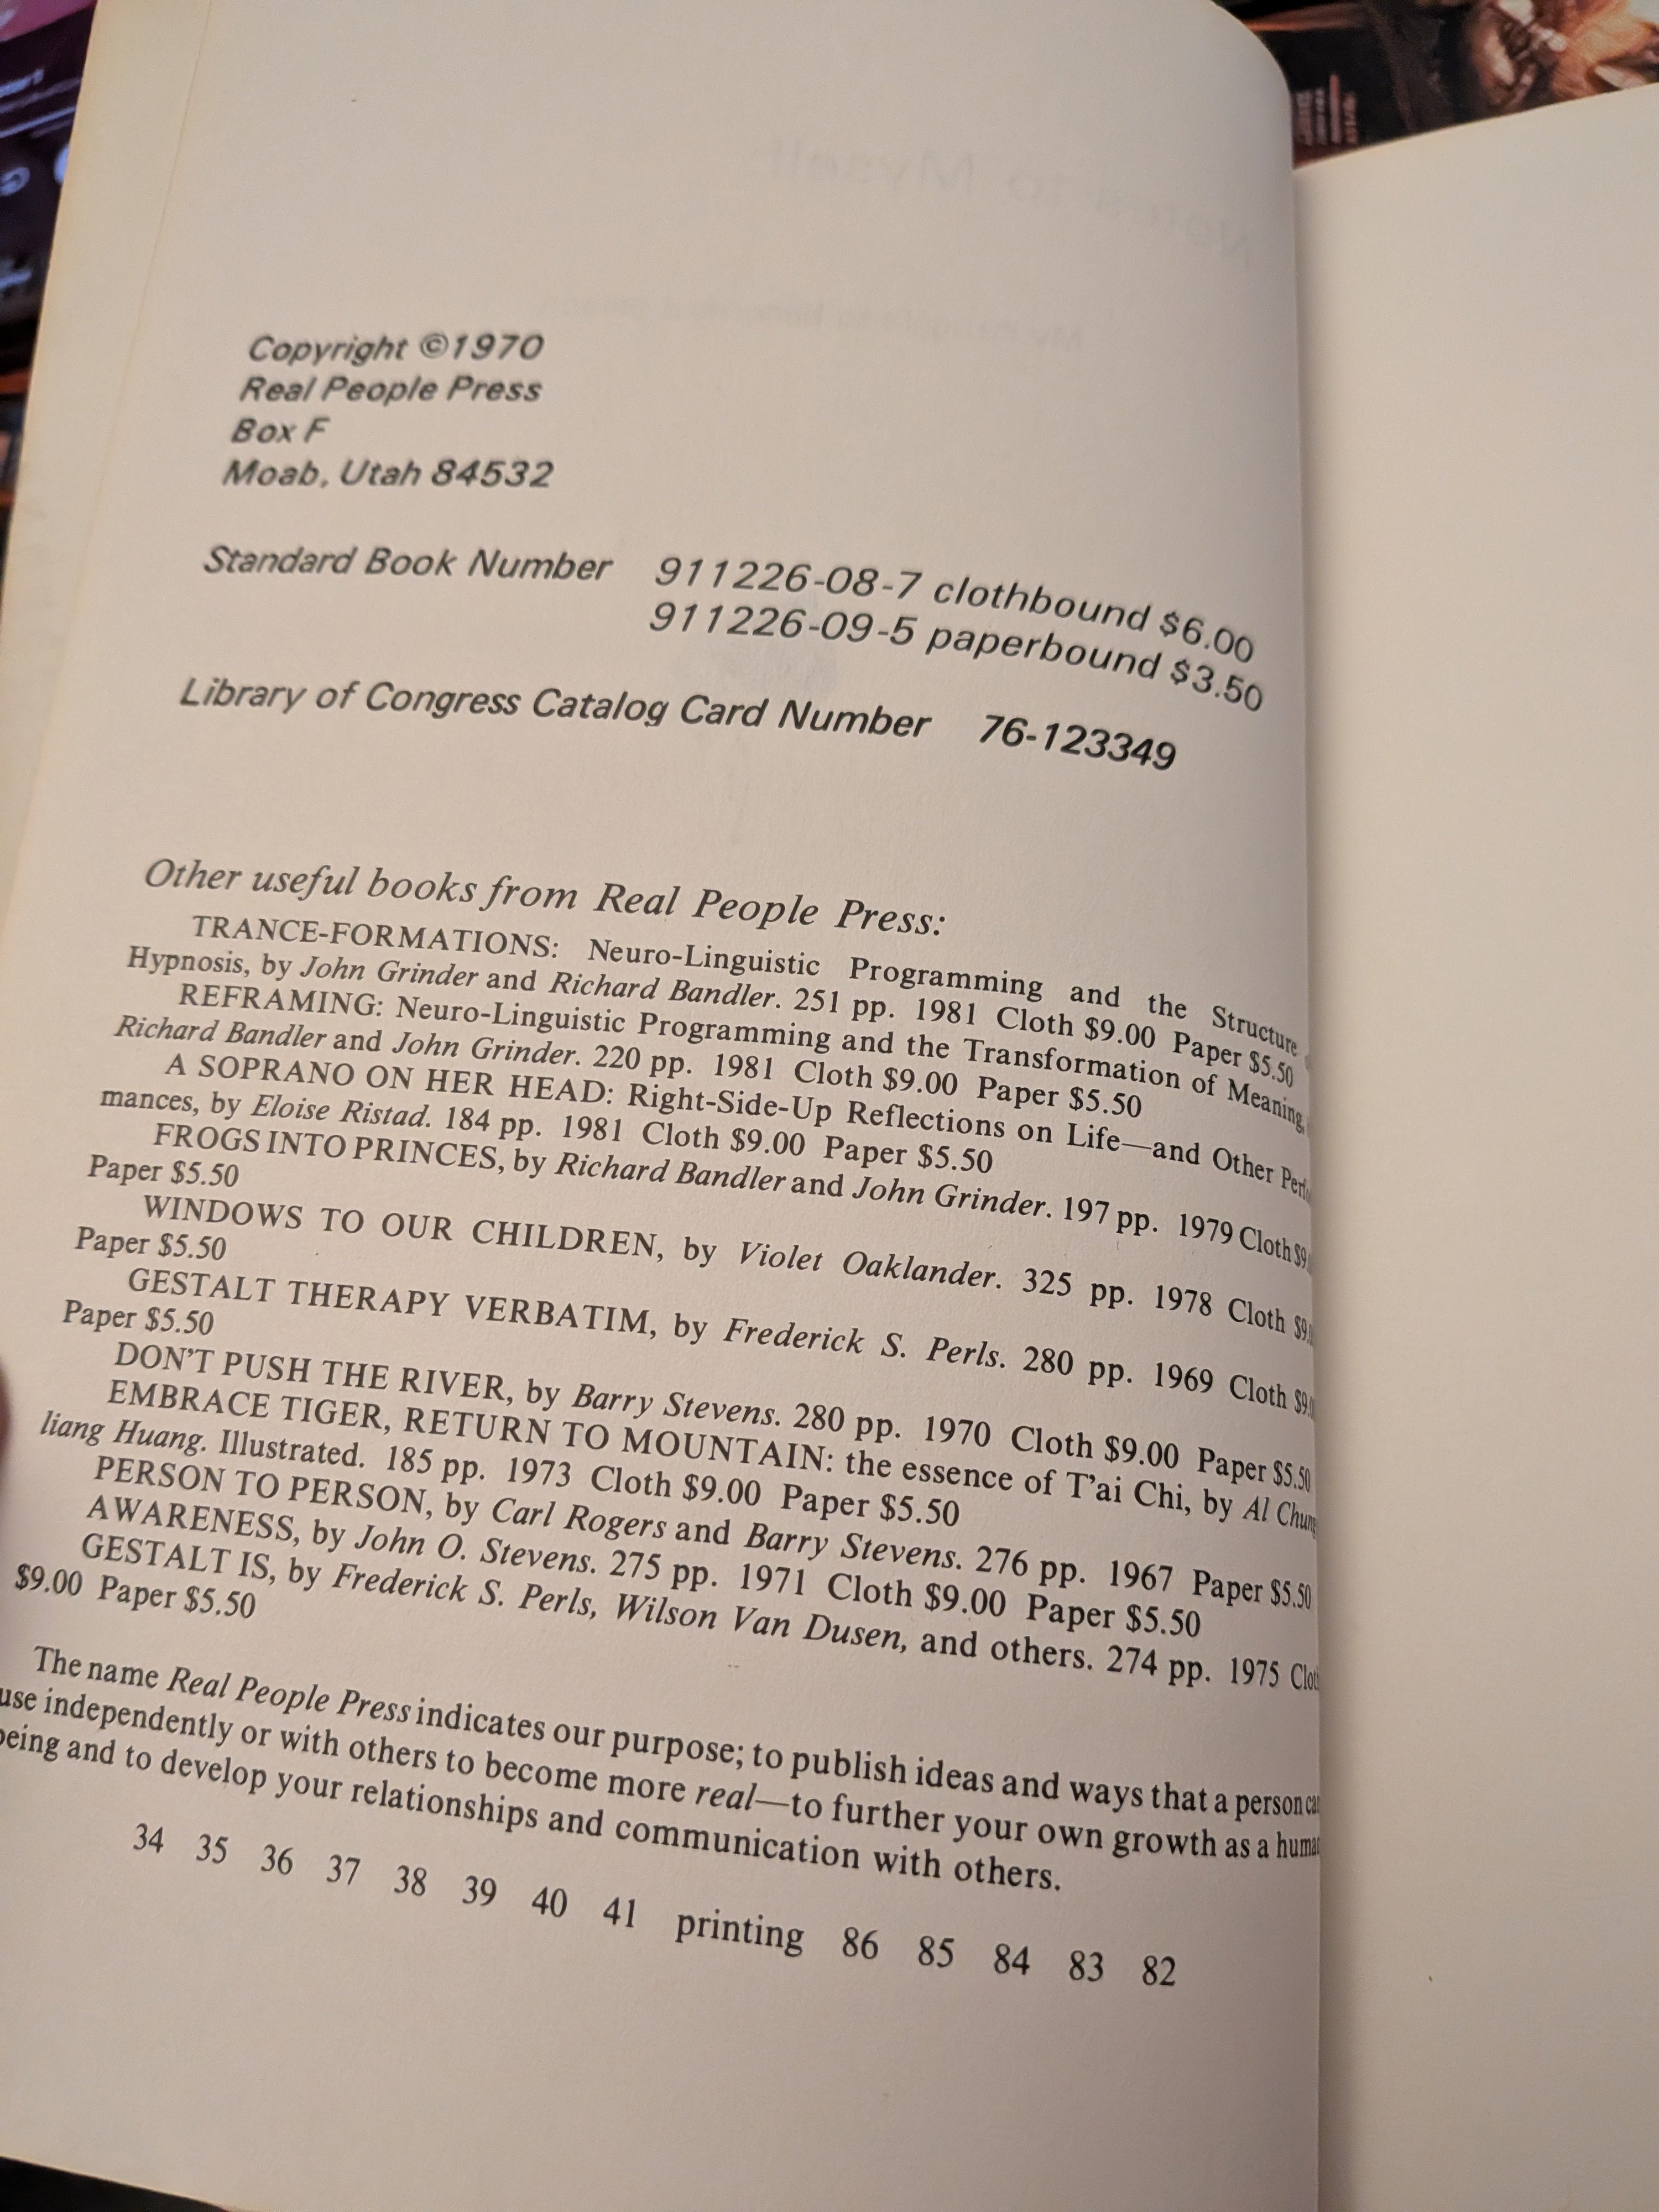 Copyright ©1970
Real People Press
Box F
Moab, Utah 84532
Standard Book Number 911226-08-7 clothbound $6.00
911226-09-5 paperbound $3.50
Library of Congress Catalog Card Number 76-123349
Other useful books from Real People Press:
TRANCE-FORMATIONS: Neuro-Linguistic Programming and the Structure
Hypnosis, by John Grinder and Richard Bandler. 251 pp. 1981 Cloth $9.00 Paper $5.50
REFRAMING: Neuro-Linguistic Programming and the Transformation of Meaning,
Richard Bandler and John Grinder. 220 pp. 1981 Cloth $9.00 Paper $5.50
A SOPRANO ON HER HEAD: Right-Side-Up Reflections on Life—and Other
mances, by Eloise Ristad. 184 pp. 1981 Cloth $9.00 Paper $5.50
FROGS INTO PRINCES, by Richard Bandler and John Grinder. 197 pp. 1979 Cloth
Paper $5.50
WINDOWS TO OUR CHILDREN, by Violet Oaklander. 325 pp. 1978 Cloth
Paper $5.50
GESTALT THERAPY VERBATIM, by Frederick S. Perls. 280 pp. 1969 Cloth
Paper $5.50
DON'T PUSH THE RIVER, by Barry Stevens. 280 pp. 1970 Cloth $9.00 Paper $5.50
EMBRACE TIGER, RETURN TO MOUNTAIN: the essence of T'ai Chi, by Al Chung
liang Huang. Illustrated. 185 pp. 1973 Cloth $9.00 Paper $5.50
PERSON TO PERSON, by Carl Rogers and Barry Stevens. 276 pp. 1967 Paper $5.50
AWARENESS, by John O. Stevens. 275 pp. 1971 Cloth $9.00 Paper $5.50
GESTALT IS, by Frederick S. Perls, Wilson Van Dusen, and others. 274 pp. 1975
$9.00 Paper $5.50
The name Real People Press indicates our purpose; to publish ideas and ways that a person
use independently or with others to become more real—to further your own growth as a
being and to develop your relationships and communication with others.
34 35 36 37 38 39 40 41 printing 86 85 84 83 82